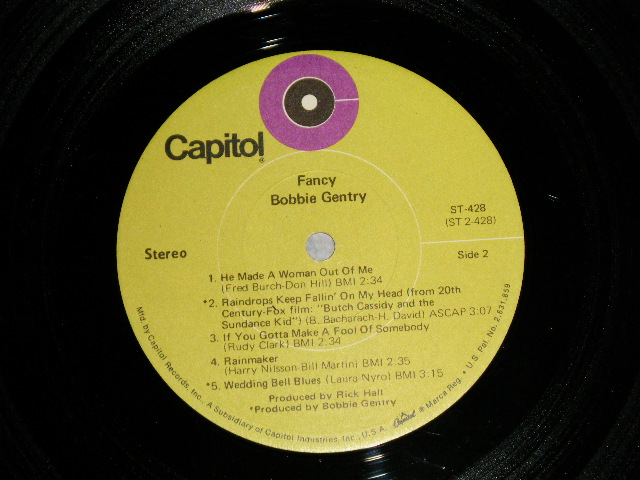 Capitol®
Fancy
Bobbie Gentry
ST-428
(ST 2-428)
Stereo
Side 2
1. He Made A Woman Out Of Me
(Fred Burch-Don Hill) BMI 2:34
*2. Raindrops Keep Fallin' On My Head (from 20th
Century-Fox film: "Butch Cassidy and the
Sundance Kid") (B. Bacharach-H. David) ASCAP 3:07
3. If You Gotta Make A Fool Of Somebody
(Rudy Clark) BMI 2:34
4. Rainmaker
(Harry Nilsson-Bill Martin) BMI 2:35
*5. Wedding Bell Blues (Laura Nyro) BMI 3:15
Produced by Rick Hall
*Produced by Bobbie Gentry
Mfd. by Capitol Records, Inc., A Subsidiary of Capitol Industries, Inc., U.S.A. Capitol ® Marca Reg. • U.S. Pat. No. 2,631,859